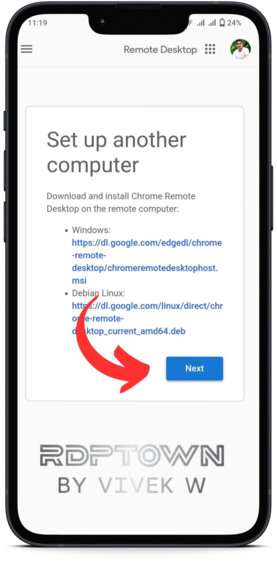 11:19
24%
Remote Desktop
Set up another
computer
Download and install Chrome Remote
Desktop on the remote computer:
Windows:
https://dl.google.com/edgedl/chrome
-remote-
desktop/chromeremotedesktophost.
msi
Debian Linux:
https://dl.google.com/linux/direct/chr
-remote-
top_current_amd64.deb
Next
RDPTOWN
BY VIVEK W